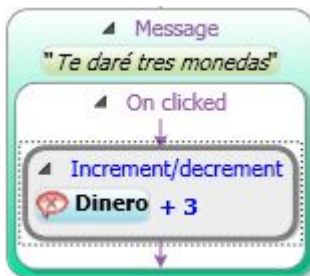 Message
"Te daré tres monedas"
On clicked
Increment/decrement
Dinero + 3